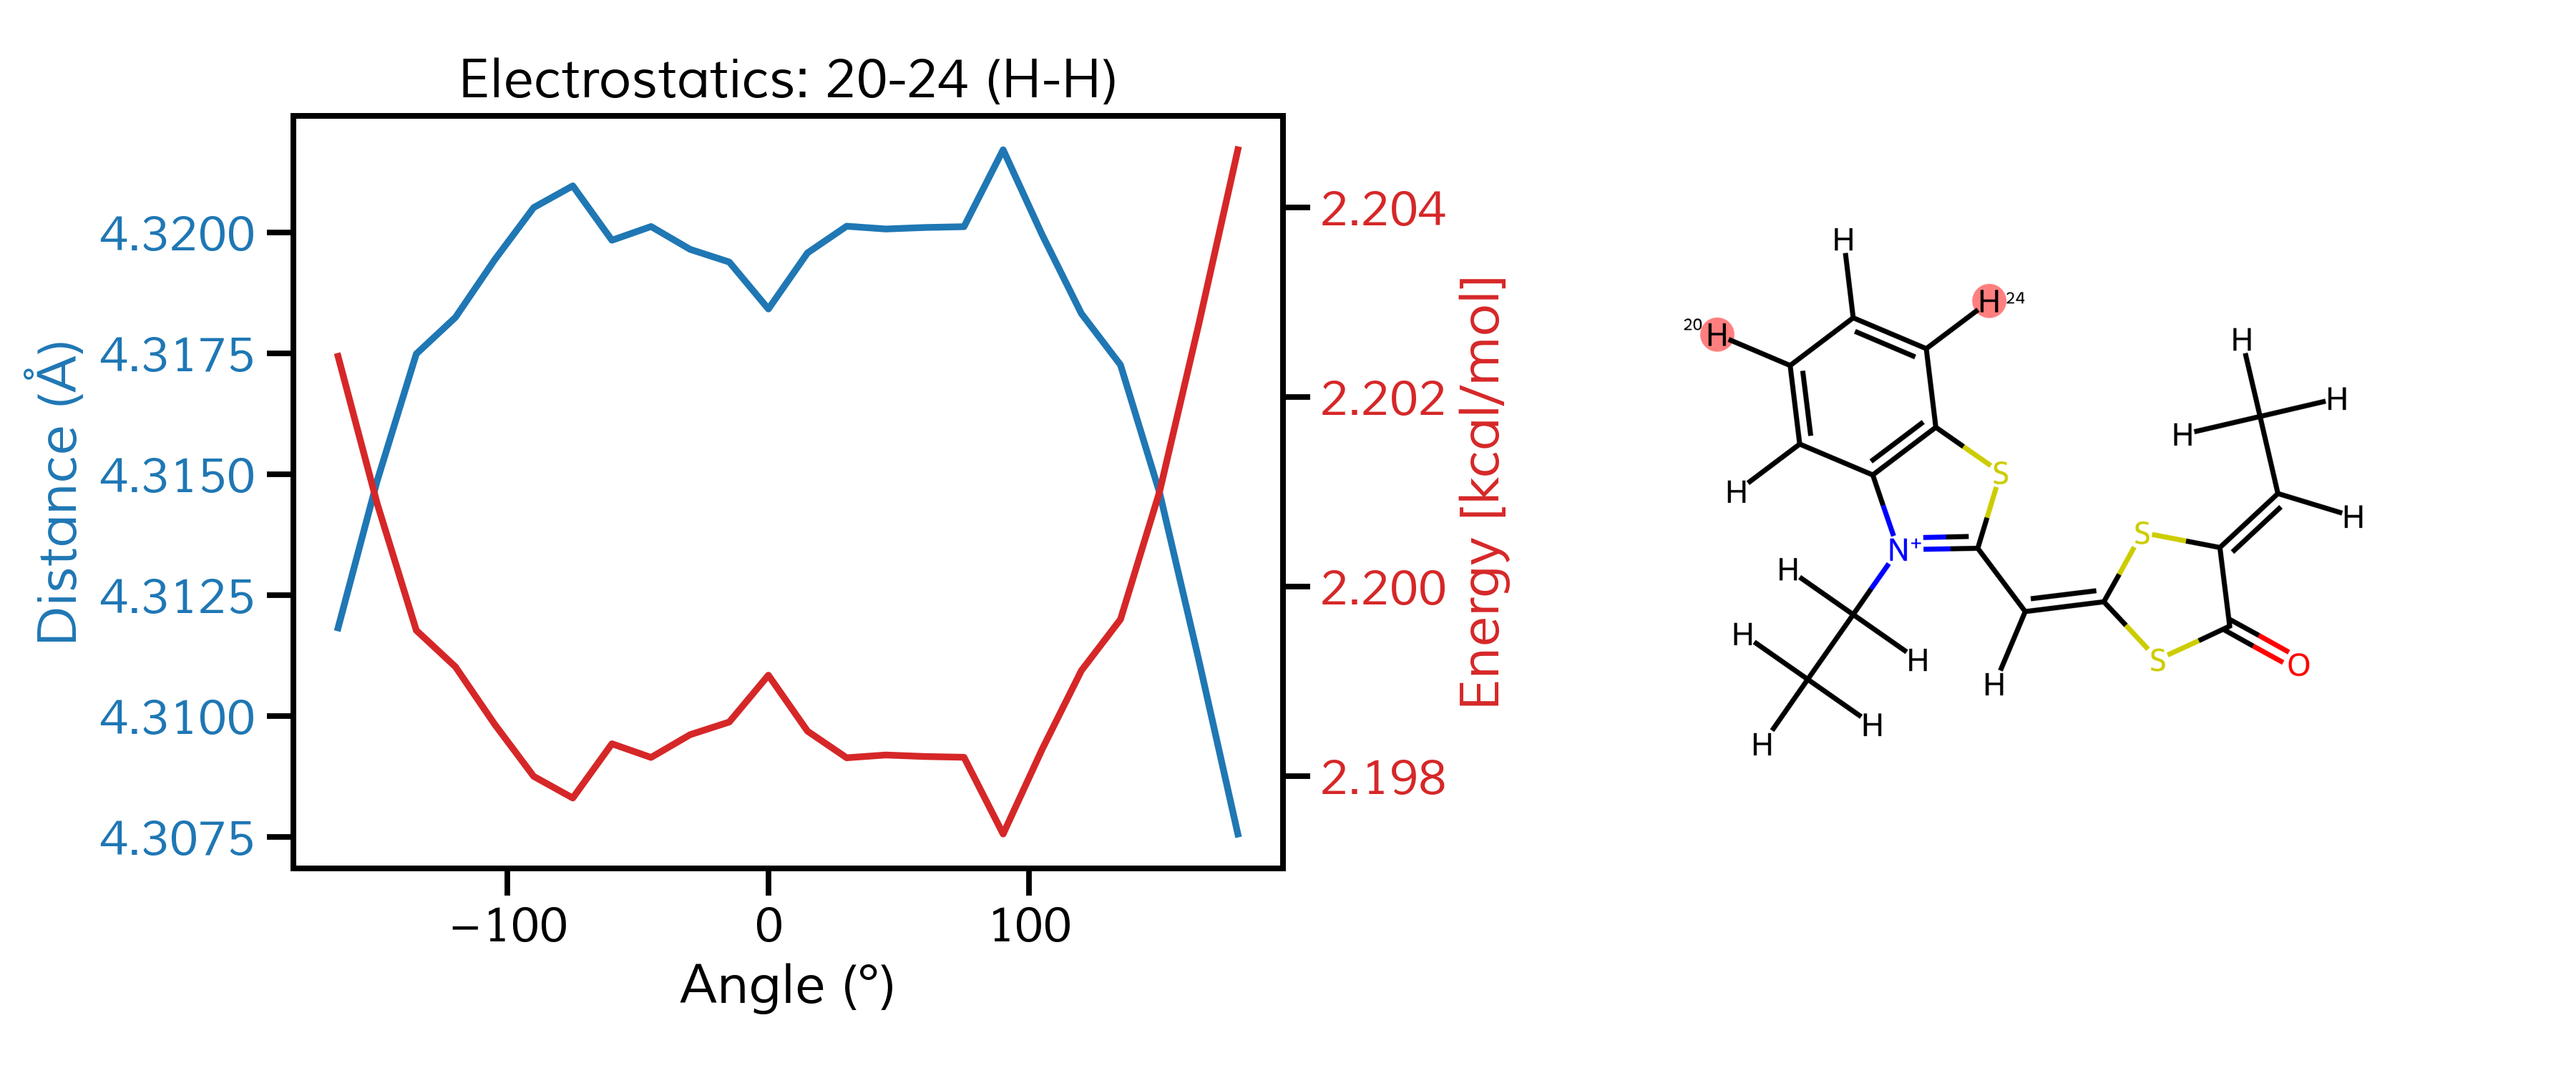 Electrostatics: 20-24 (H-H)
Distance (Å)
4.3200
4.3175
4.3150
4.3125
4.3100
4.3075
−100
0
100
Angle (°)
2.204
2.202
2.200
2.198
Energy [kcal/mol]
H
H 24
20 H
H
H
H
H
S
H
S
N+
H
H
H
S
O
H
H
H